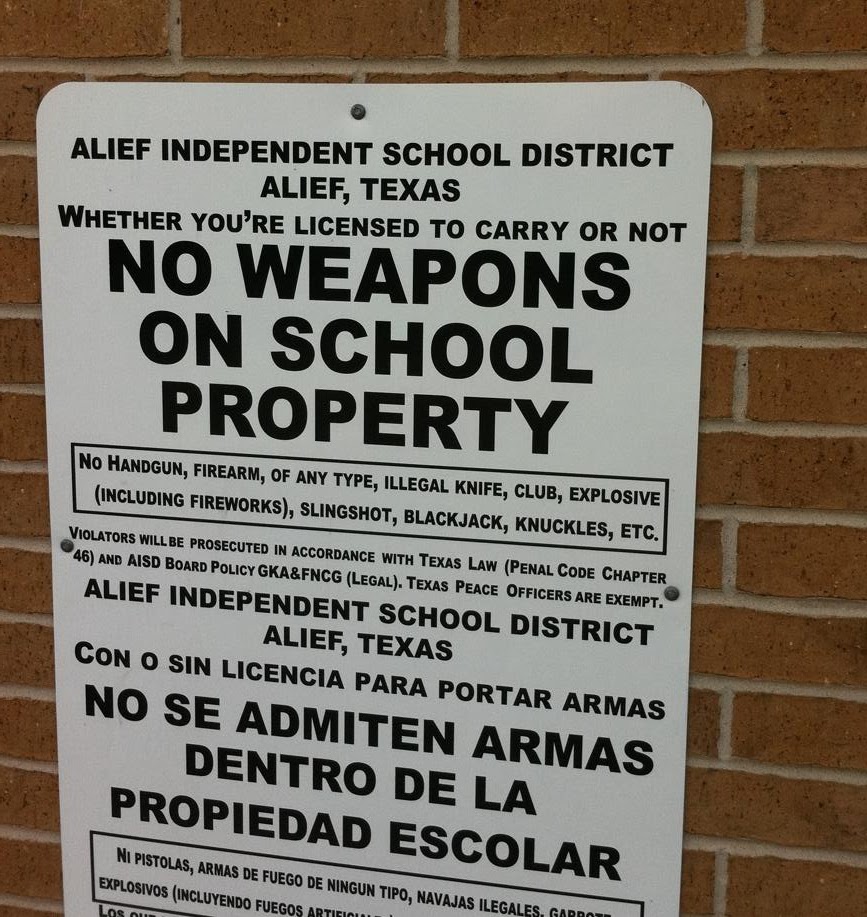 ALIEF INDEPENDENT SCHOOL DISTRICT
ALIEF, TEXAS
WHETHER YOU'RE LICENSED TO CARRY OR NOT
NO WEAPONS
ON SCHOOL
PROPERTY
NO HANDGUN, FIREARM, OF ANY TYPE, ILLEGAL KNIFE, CLUB, EXPLOSIVE
(INCLUDING FIREWORKS), SLINGSHOT, BLACKJACK, KNUCKLES, ETC.
VIOLATORS WILL BE PROSECUTED IN ACCORDANCE WITH TEXAS LAW (PENAL CODE CHAPTER
46) AND AISD BOARD POLICY GKA&FNCG (LEGAL). TEXAS PEACE OFFICERS ARE EXEMPT.
ALIEF INDEPENDENT SCHOOL DISTRICT
ALIEF, TEXAS
CON O SIN LICENCIA PARA PORTAR ARMAS
NO SE ADMITEN ARMAS
DENTRO DE LA
PROPIEDAD ESCOLAR
NI PISTOLAS, ARMAS DE FUEGO DE NINGUN TIPO, NAVAJAS ILEGALES, GARROTE
EXPLOSIVOS (INCLUYENDO FUEGOS
LOS